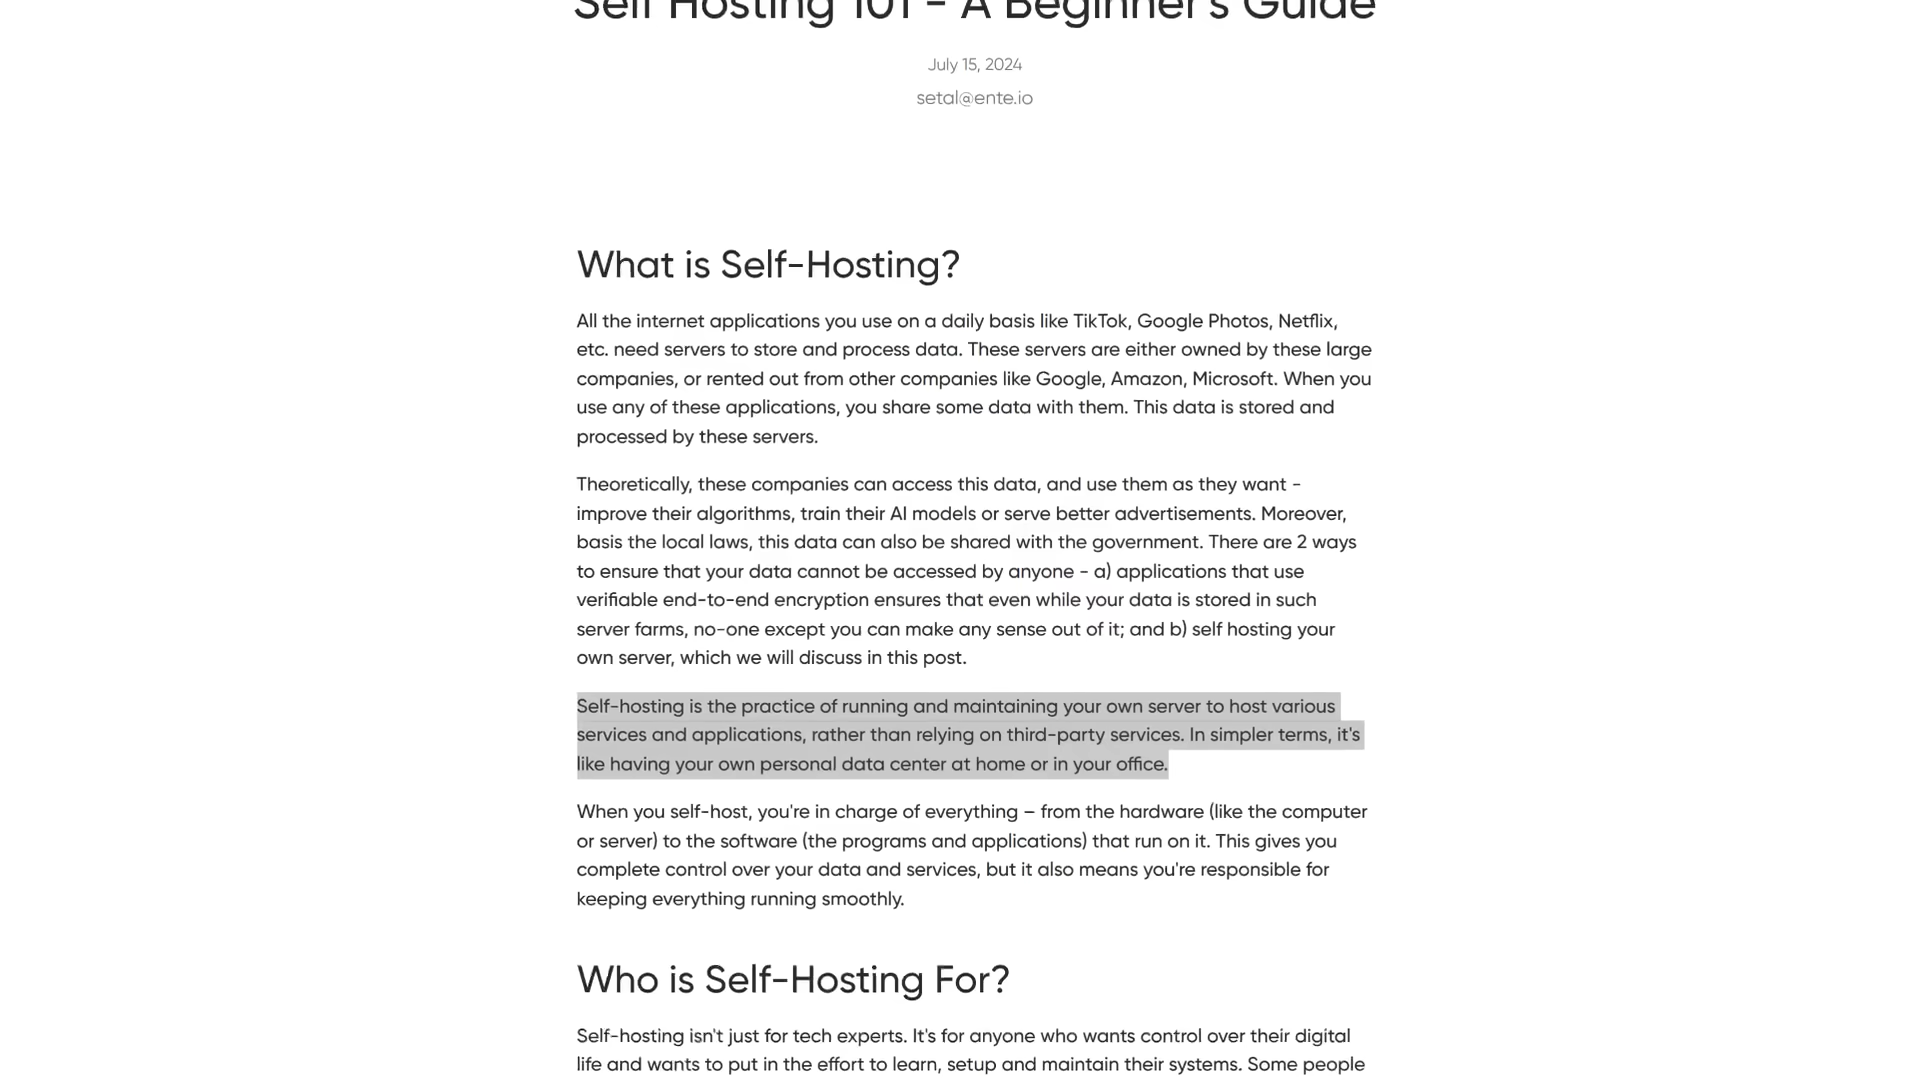 Self Hosting 101 - A Beginner's Guide
July 15, 2024
setal@ente.io
What is Self-Hosting?
All the internet applications you use on a daily basis like TikTok, Google Photos, Netflix,
etc. need servers to store and process data. These servers are either owned by these large
companies, or rented out from other companies like Google, Amazon, Microsoft. When you
use any of these applications, you share some data with them. This data is stored and
processed by these servers.
Theoretically, these companies can access this data, and use them as they want -
improve their algorithms, train their AI models or serve better advertisements. Moreover,
basis the local laws, this data can also be shared with the government. There are 2 ways
to ensure that your data cannot be accessed by anyone - a) applications that use
verifiable end-to-end encryption ensures that even while your data is stored in such
server farms, no-one except you can make any sense out of it; and b) self hosting your
own server, which we will discuss in this post.
Self-hosting is the practice of running and maintaining your own server to host various
services and applications, rather than relying on third-party services. In simpler terms, it's
like having your own personal data center at home or in your office.
When you self-host, you're in charge of everything – from the hardware (like the computer
or server) to the software (the programs and applications) that run on it. This gives you
complete control over your data and services, but it also means you're responsible for
keeping everything running smoothly.
Who is Self-Hosting For?
Self-hosting isn't just for tech experts. It's for anyone who wants control over their digital
life and wants to put in the effort to learn, setup and maintain their systems. Some people